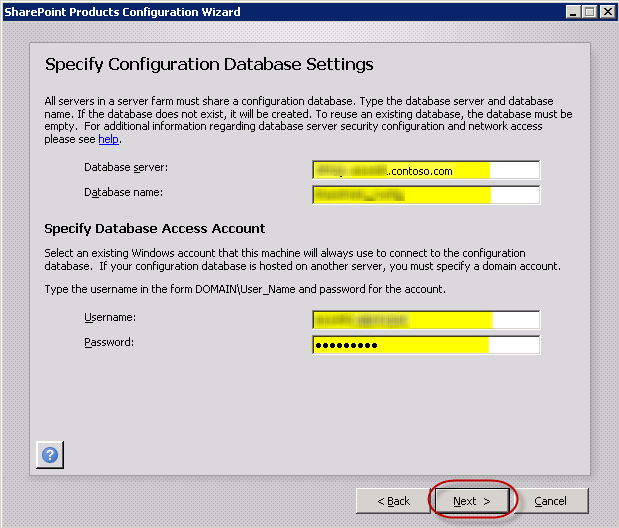 SharePoint Products Configuration Wizard
Specify Configuration Database Settings
All servers in a server farm must share a configuration database. Type the database server and database
name. If the database does not exist, it will be created. To reuse an existing database, the database must be
empty. For additional information regarding database server security configuration and network access
please see help.
Database server:
.contoso.com
Database name:
Specify Database Access Account
Select an existing Windows account that this machine will always use to connect to the configuration
database. If your configuration database is hosted on another server, you must specify a domain account.
Type the username in the form DOMAIN\User_Name and password for the account.
Username:
Password:
●●●●●●●●●
?
< Back
Next >
Cancel